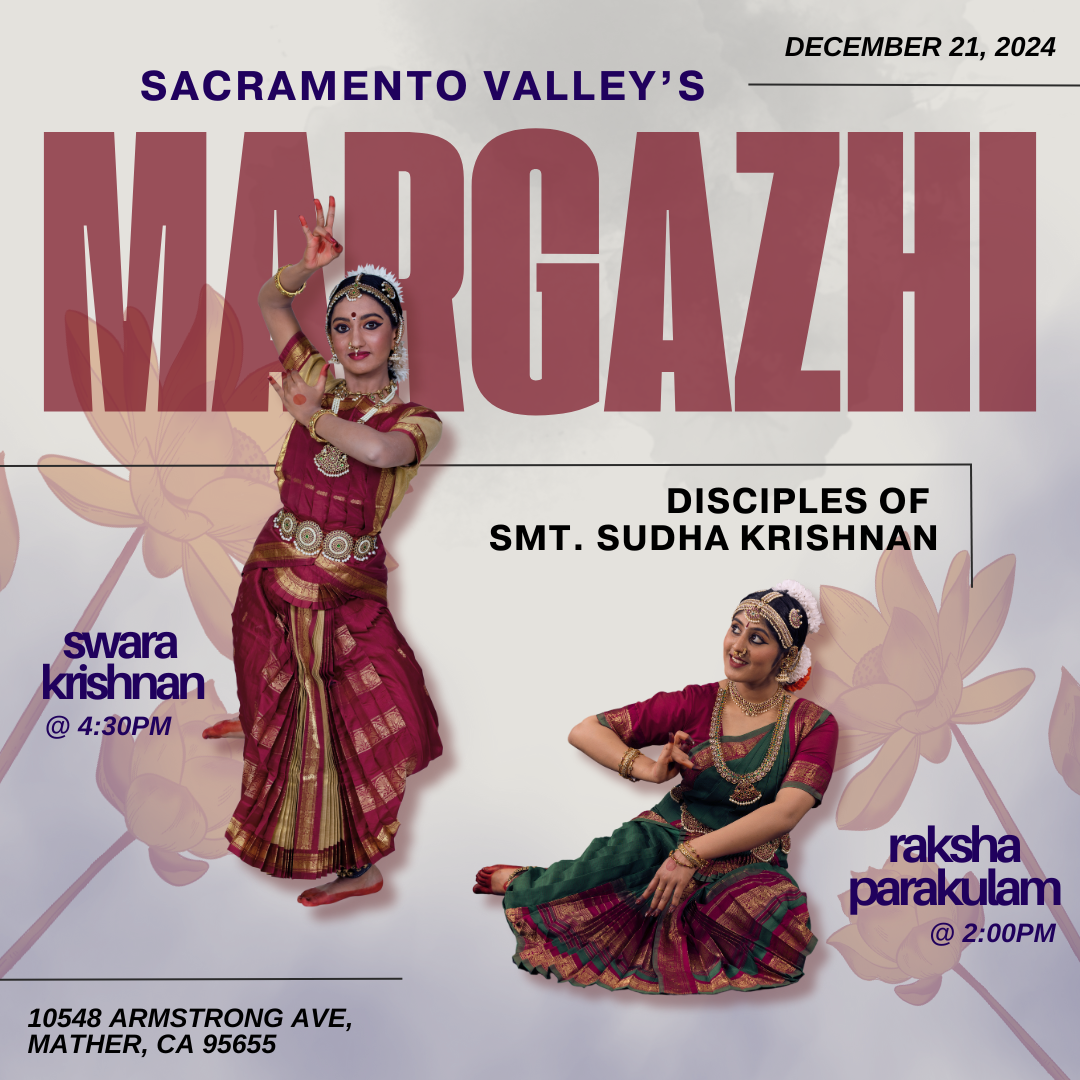 DECEMBER 21, 2024
SACRAMENTO VALLEY’S
MARGAZHI
DISCIPLES OF
SMT. SUDHA KRISHNAN
swara
krishnan
@ 4:30PM
raksha
parakulam
@ 2:00PM
10548 ARMSTRONG AVE,
MATHER, CA 95655